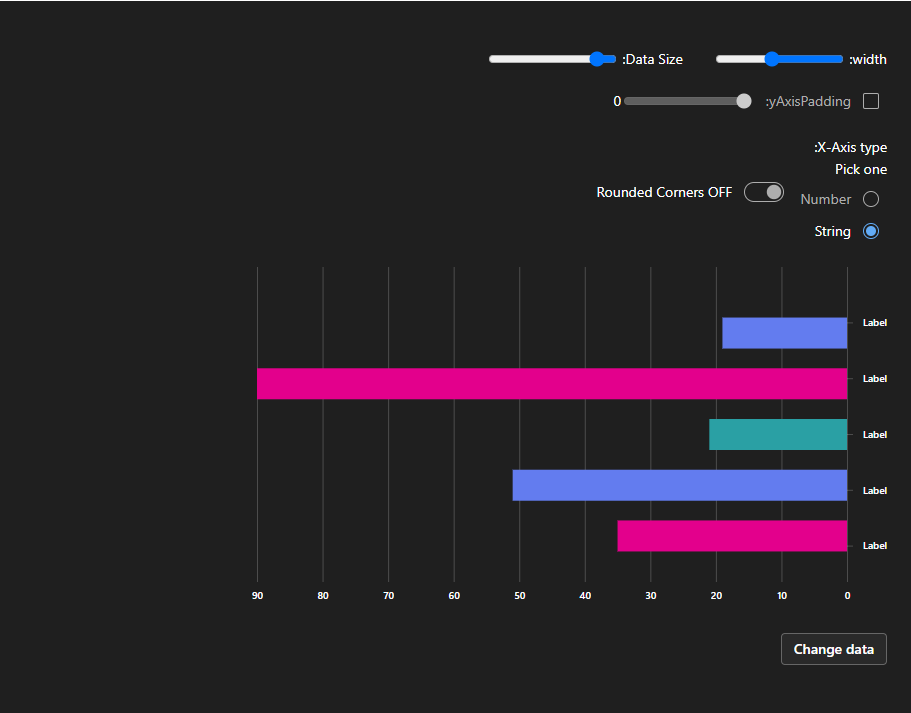 :width
:Data Size
:yAxisPadding
0
:X-Axis type
Pick one
Number
Rounded Corners OFF
String
Label
Label
Label
Label
Label
90 80 70 60 50 40 30 20 10 0
Change data